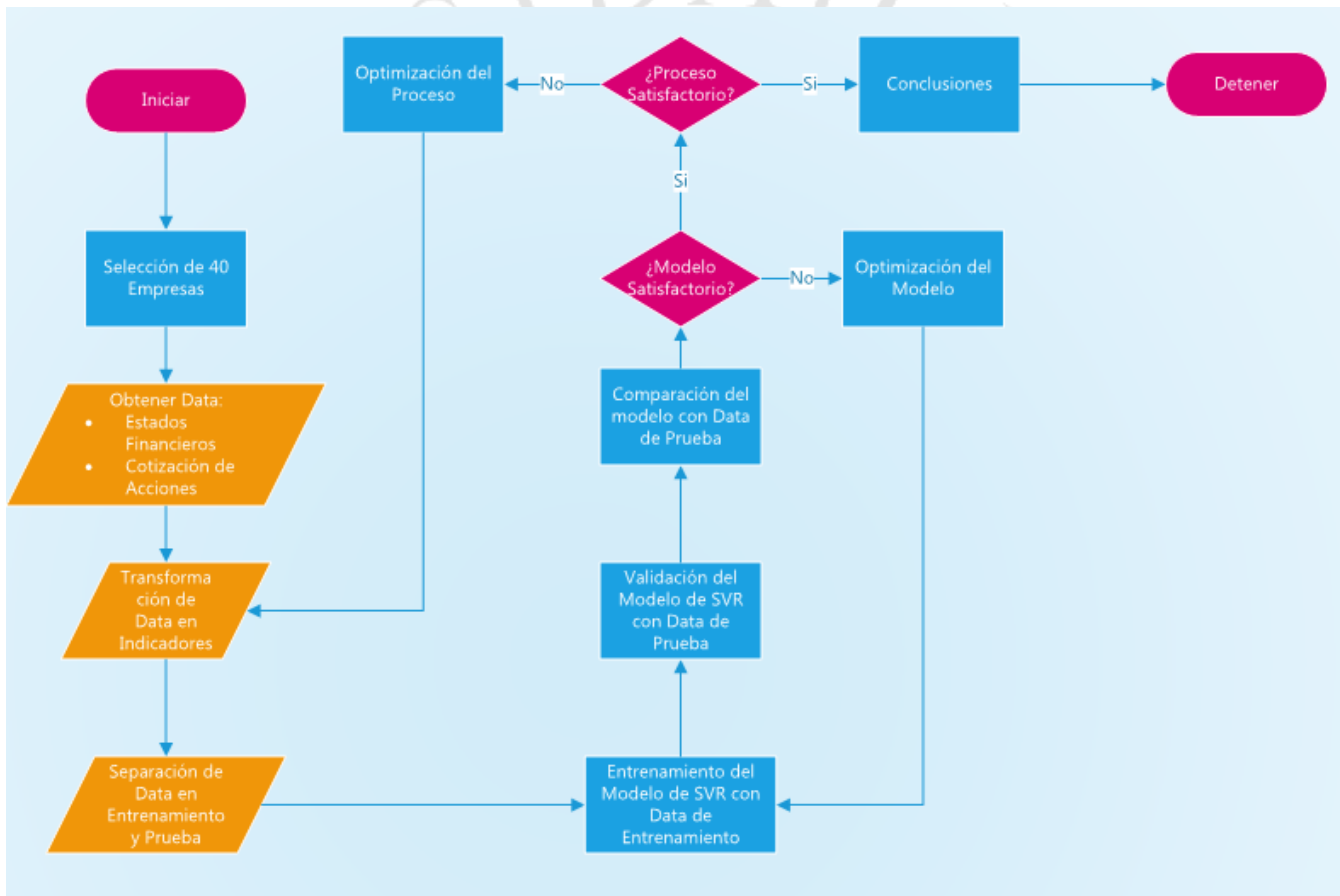 Iniciar
Selección de 40
Empresas
Obtener Data:
• Estados
Financieros
• Cotización de
Acciones
Transforma
ción de
Data en
Indicadores
Separación de
Data en
Entrenamiento
y Prueba
Entrenamiento del
Modelo de SVR con
Data de
Entrenamiento
Validación del
Modelo de SVR
con Data de
Prueba
Comparación del
modelo con Data
de Prueba
¿Modelo
Satisfactorio?
No
Optimización del
Modelo
Si
¿Proceso
Satisfactorio?
No
Optimización del
Proceso
Si
Conclusiones
Detener